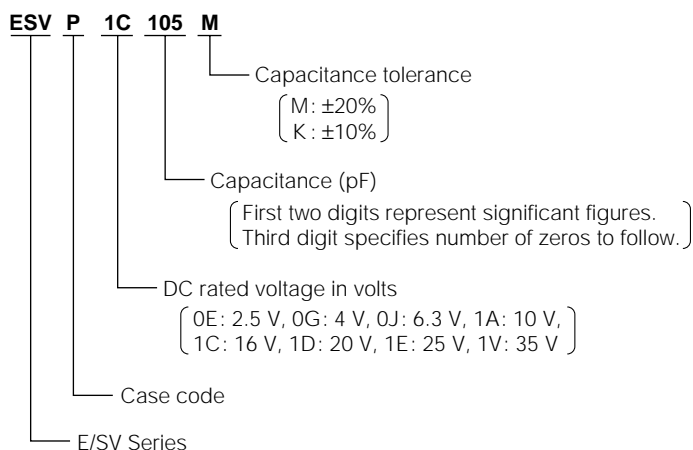 ESV P 1C 105 M
Capacitance tolerance
M: ±20%
K : ±10%
Capacitance (pF)
First two digits represent significant figures.
Third digit specifies number of zeros to follow.
DC rated voltage in volts
0E: 2.5 V, 0G: 4 V, 0J: 6.3 V, 1A: 10 V,
1C: 16 V, 1D: 20 V, 1E: 25 V, 1V: 35 V
Case code
E/SV Series